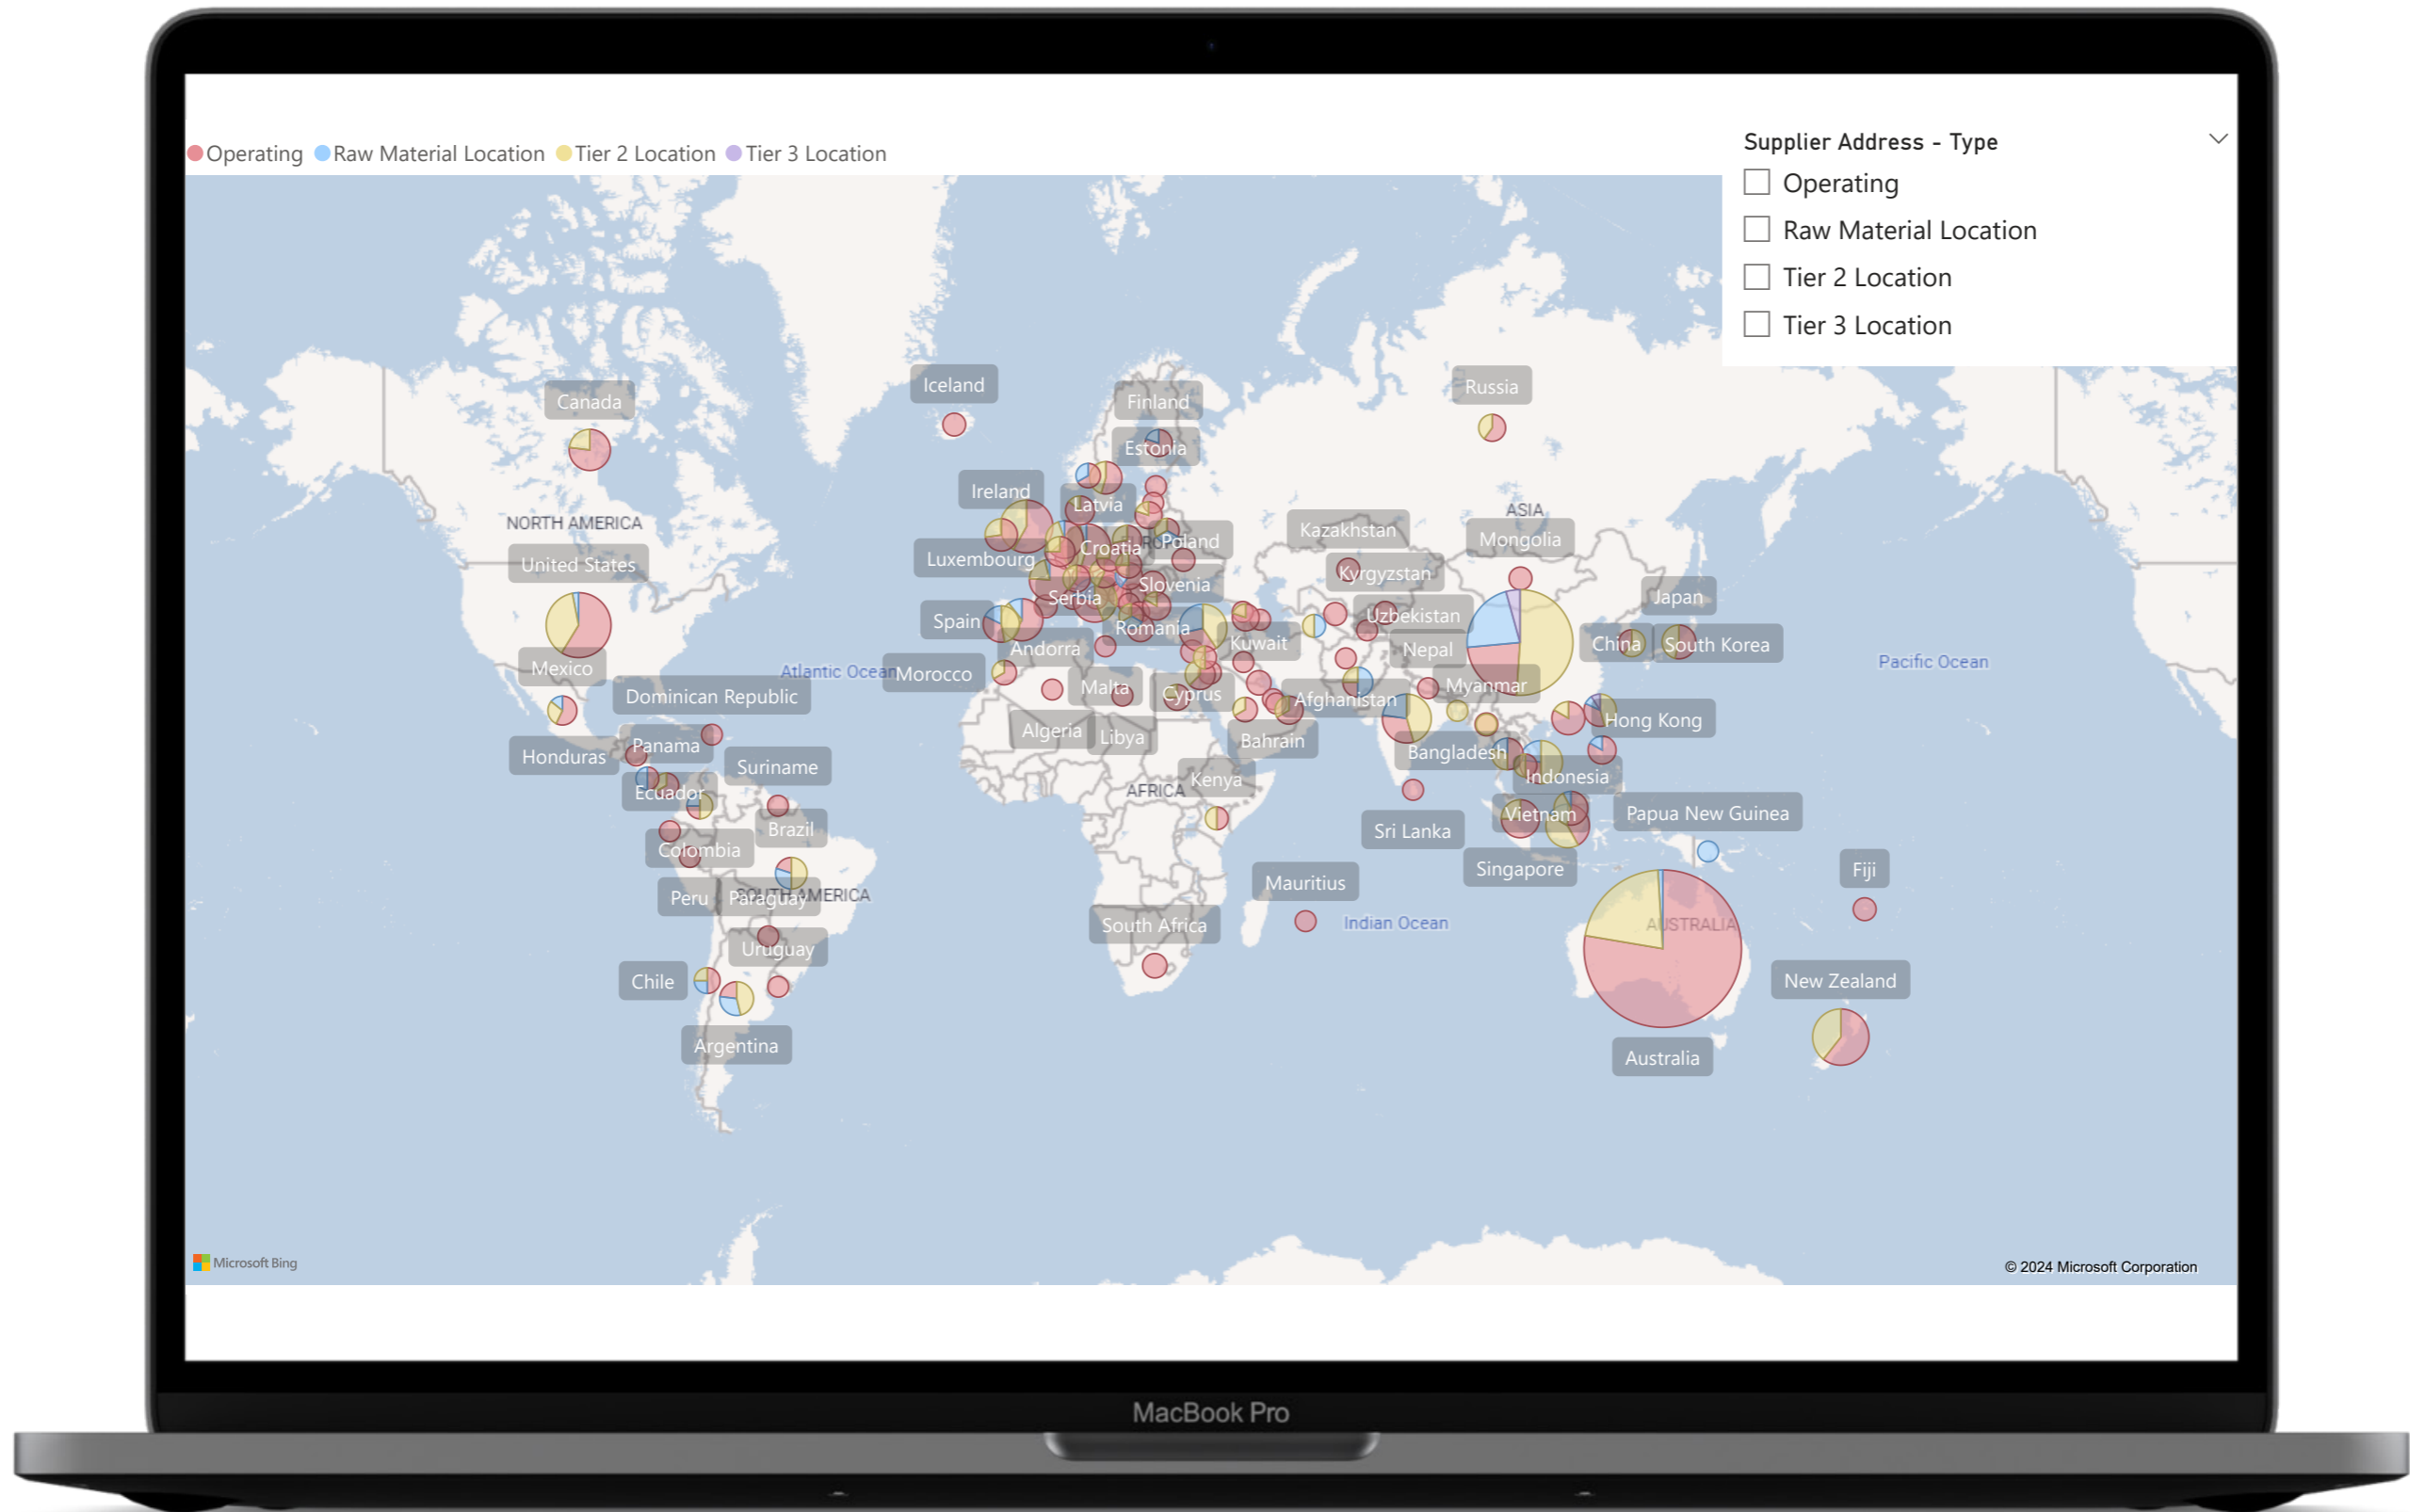 Operating Raw Material Location Tier 2 Location Tier 3 Location
Supplier Address - Type
Operating
Raw Material Location
Tier 2 Location
Tier 3 Location
Iceland
Finland
Russia
Canada
Estonia
Ireland
Latvia
NORTH AMERICA
ASIA
Kazakhstan
Mongolia
Croatia
Poland
Luxembourg
United States
Kyrgyzstan
Slovenia
Serbia
Japan
Spain
Romania
Uzbekistan
Kuwait
Andorra
Nepal
China
South Korea
Mexico
Atlantic Ocean
Morocco
Pacific Ocean
Dominican Republic
Malta
Cyprus
Afghanistan
Myanmar
Algeria
Libya
Bahrain
Hong Kong
Honduras
Panama
Suriname
Bangladesh
Kenya
Indonesia
Ecuador
AFRICA
Brazil
Sri Lanka
Vietnam
Papua New Guinea
Colombia
Singapore
Fiji
Peru
Paraguay
SOUTH AMERICA
Mauritius
South Africa
Indian Ocean
AUSTRALIA
Uruguay
Chile
New Zealand
Argentina
Australia
Microsoft Bing
© 2024 Microsoft Corporation
MacBook Pro